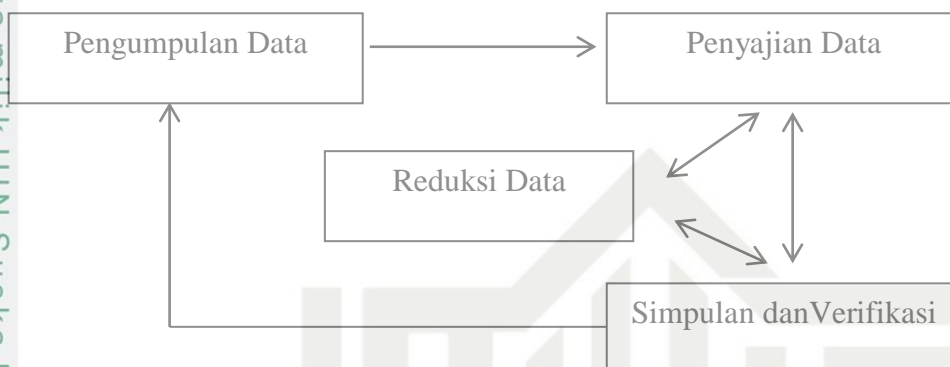 Pengumpulan Data
Penyajian Data
Reduksi Data
Simpulan danVerifikasi